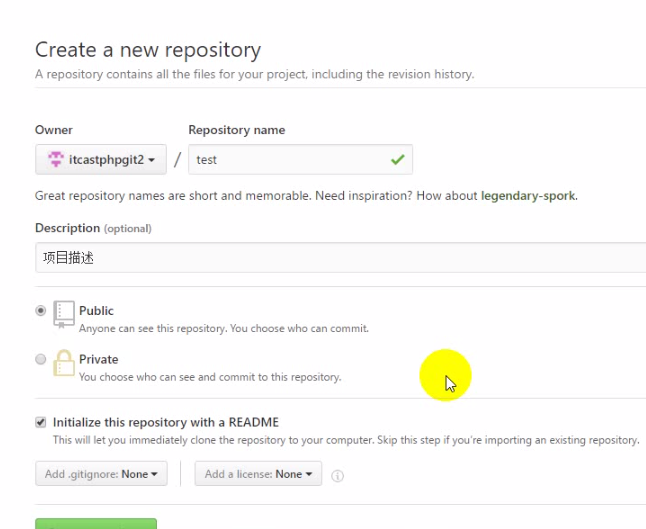 Create a new repository
A repository contains all the files for your project, including the revision history.
Owner Repository name
itcastphpgit2 / test
Great repository names are short and memorable. Need inspiration? How about legendary-spork.
Description (optional)
项目描述
Public
Anyone can see this repository. You choose who can commit.
Private
You choose who can see and commit to this repository.
Initialize this repository with a README
This will let you immediately clone the repository to your computer. Skip this step if you're importing an existing repository.
Add .gitignore: None Add a license: None